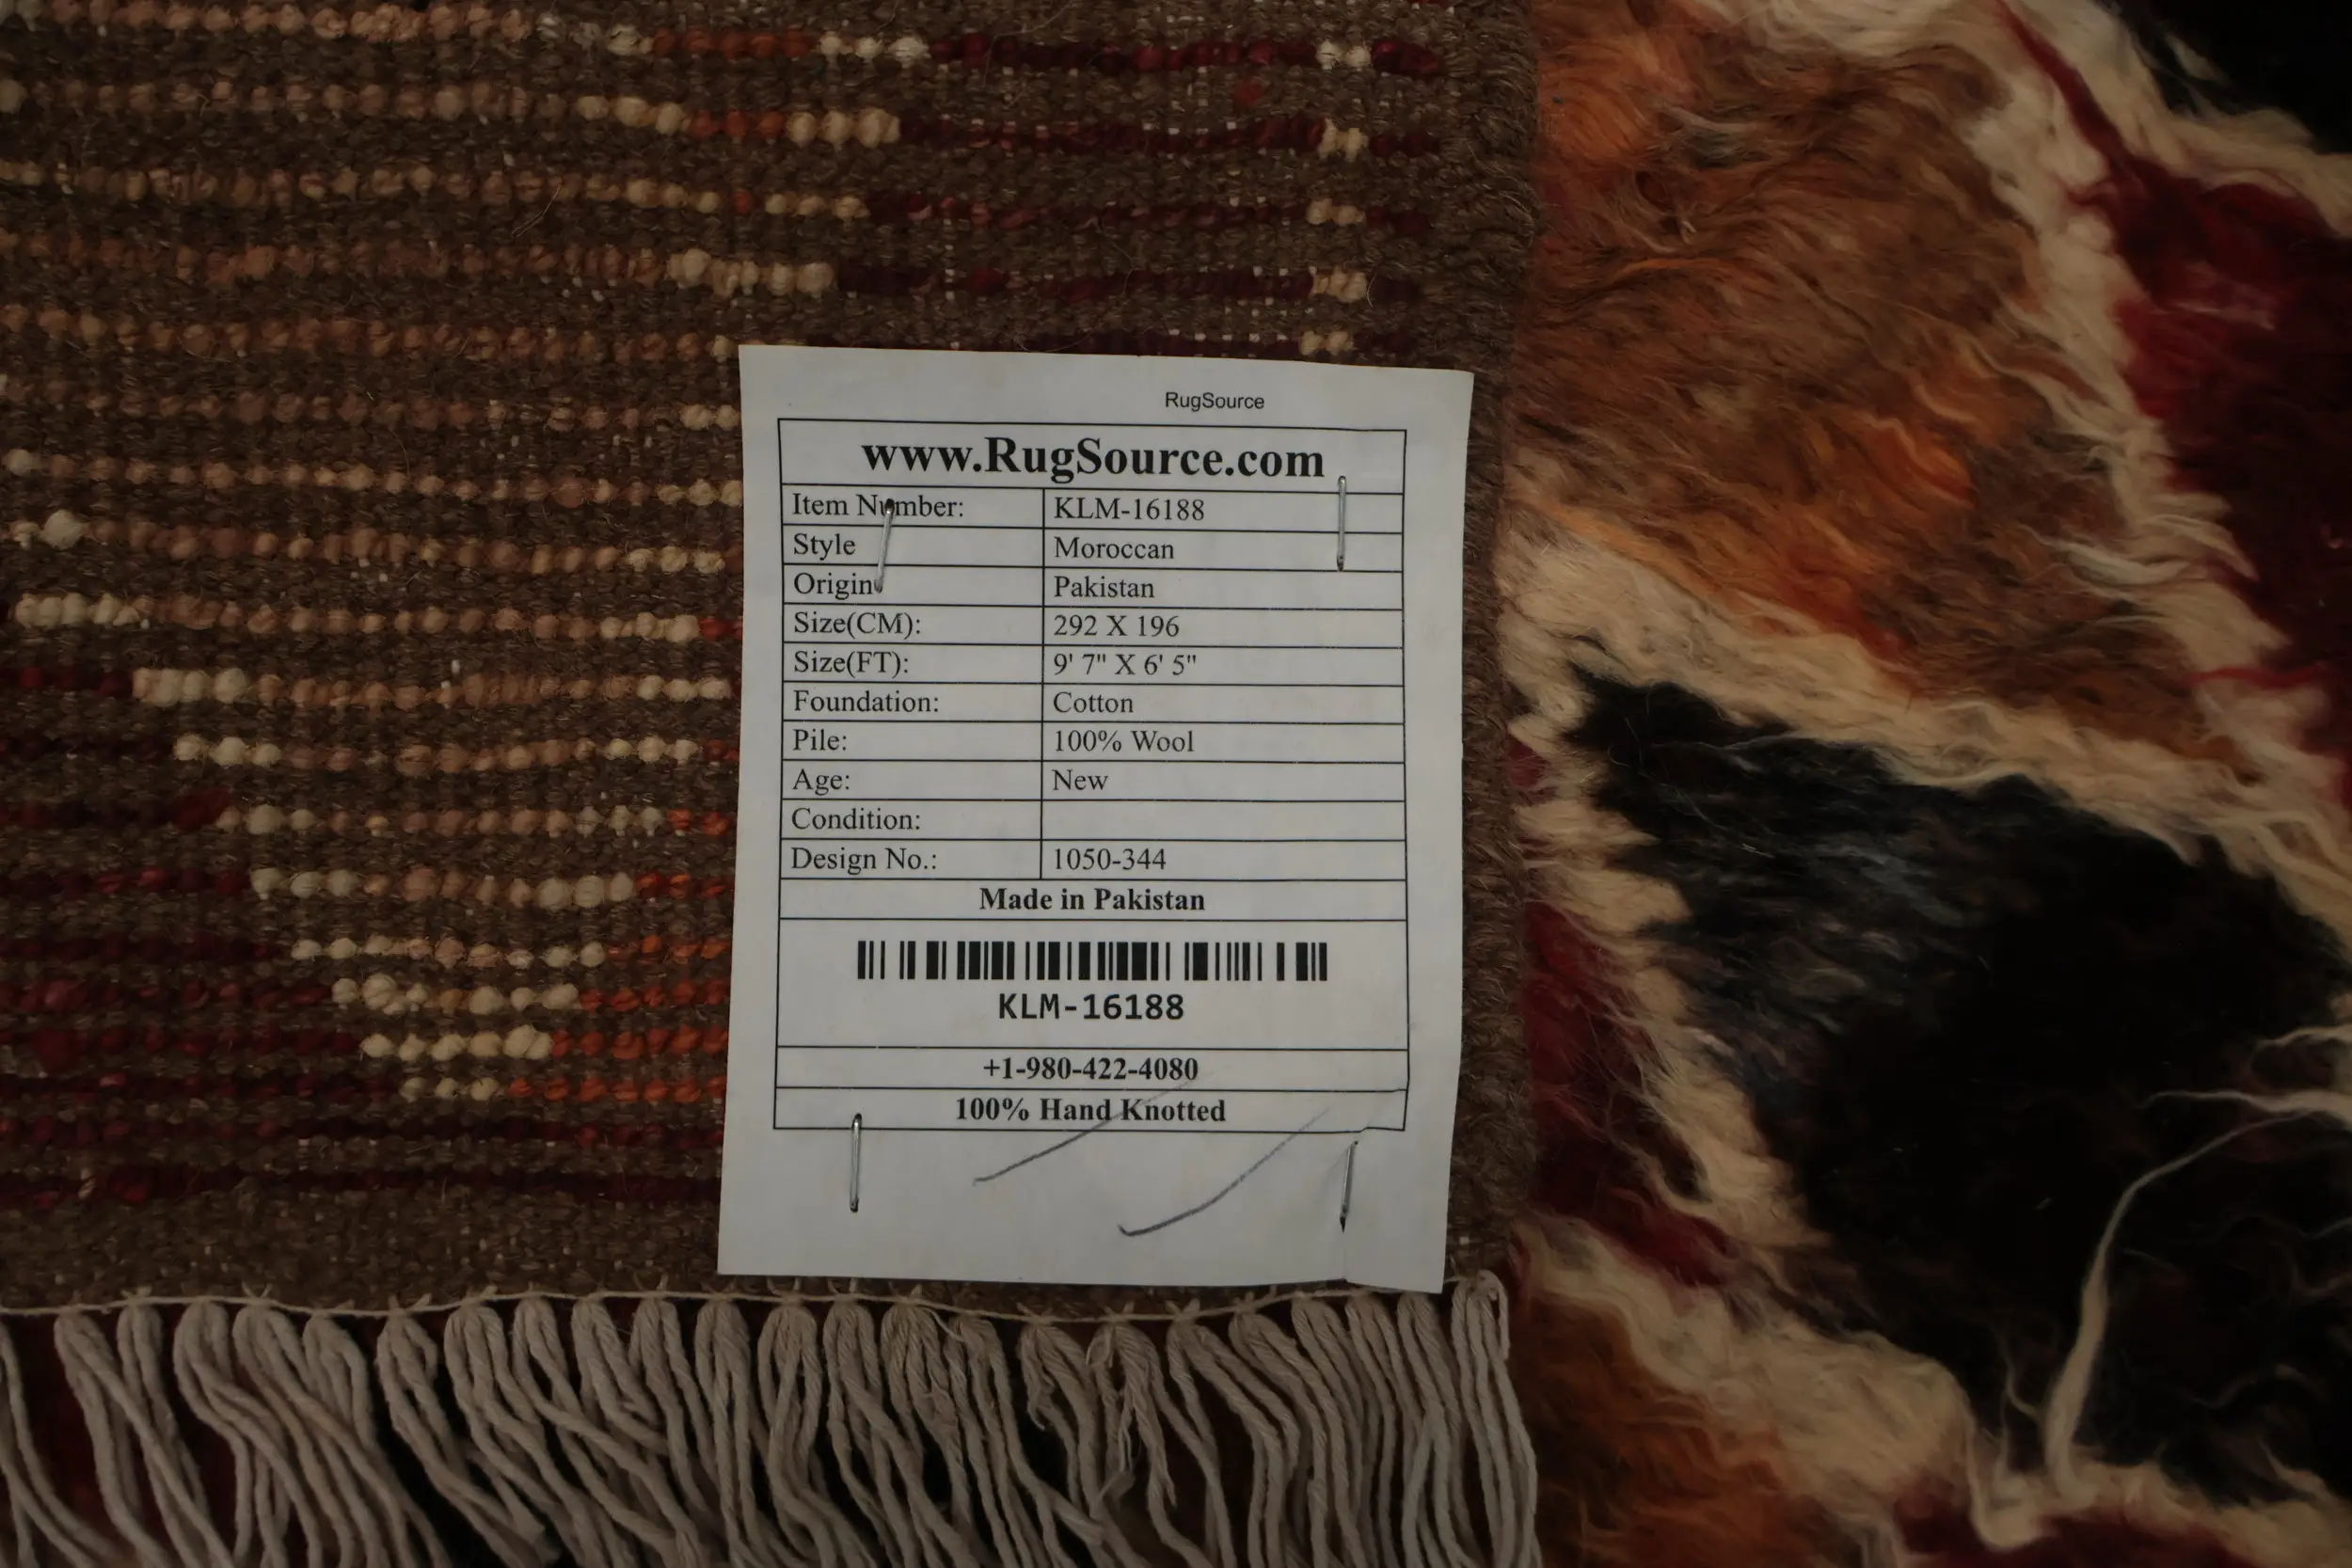 RugSource
www.RugSource.com
Item Number: KLM-16188
Style Moroccan
Origin Pakistan
Size(CM): 292 X 196
Size(FT): 9' 7" X 6' 5"
Foundation: Cotton
Pile: 100% Wool
Age: New
Condition:
Design No.: 1050-344
Made in Pakistan
KLM-16188
+1-980-422-4080
100% Hand Knotted